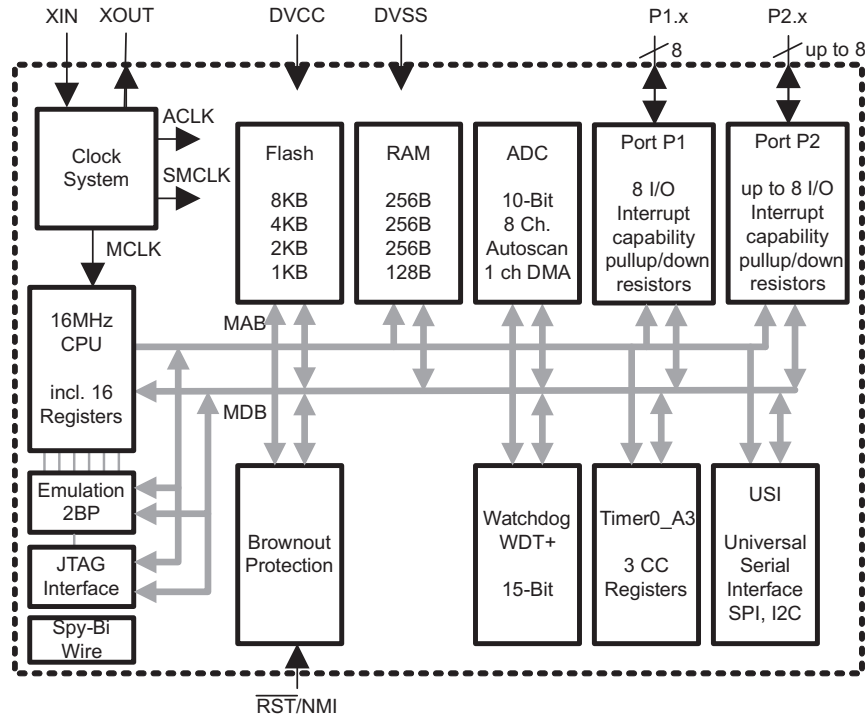 XIN XOUT DVCC DVSS P1.x P2.x
8
up to 8
Clock
System
ACLK
SMCLK
MCLK
Flash
8KB
4KB
2KB
1KB
RAM
256B
256B
256B
128B
ADC
10-Bit
8 Ch.
Autoscan
1 ch DMA
Port P1
8 I/O
Interrupt
capability
pullup/down
resistors
Port P2
up to 8 I/O
Interrupt
capability
pullup/down
resistors
16MHz
CPU
incl. 16
Registers
MAB
MDB
Emulation
2BP
JTAG
Interface
Spy-Bi
Wire
Brownout
Protection
Watchdog
WDT+
15-Bit
Timer0_A3
3 CC
Registers
USI
Universal
Serial
Interface
SPI, I2C
RST/NMI